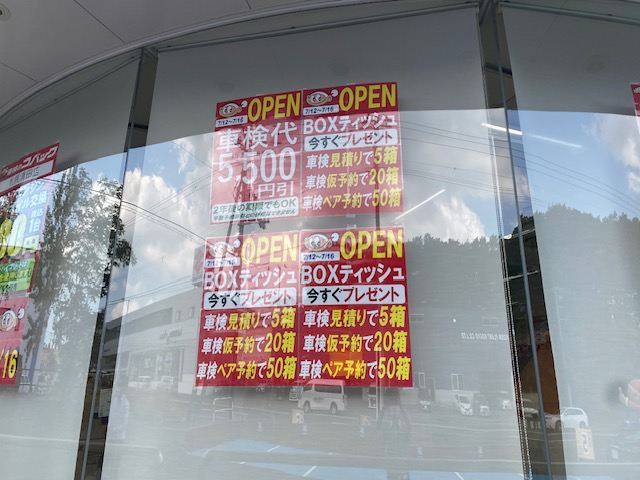 OPEN
7/12～7/16
車検代
5,500
円引
2年後の車検でもOK
OPEN
7/12～7/16
BOXティッシュ
今すぐプレゼント
車検見積りで5箱
車検仮予約で20箱
車検ペア予約で50箱
OPEN
7/12～7/16
BOXティッシュ
今すぐプレゼント
車検見積りで5箱
車検仮予約で20箱
車検ペア予約で50箱
OPEN
7/12～7/16
BOXティッシュ
今すぐプレゼント
車検見積りで5箱
車検仮予約で20箱
車検ペア予約で50箱
コバック
/16